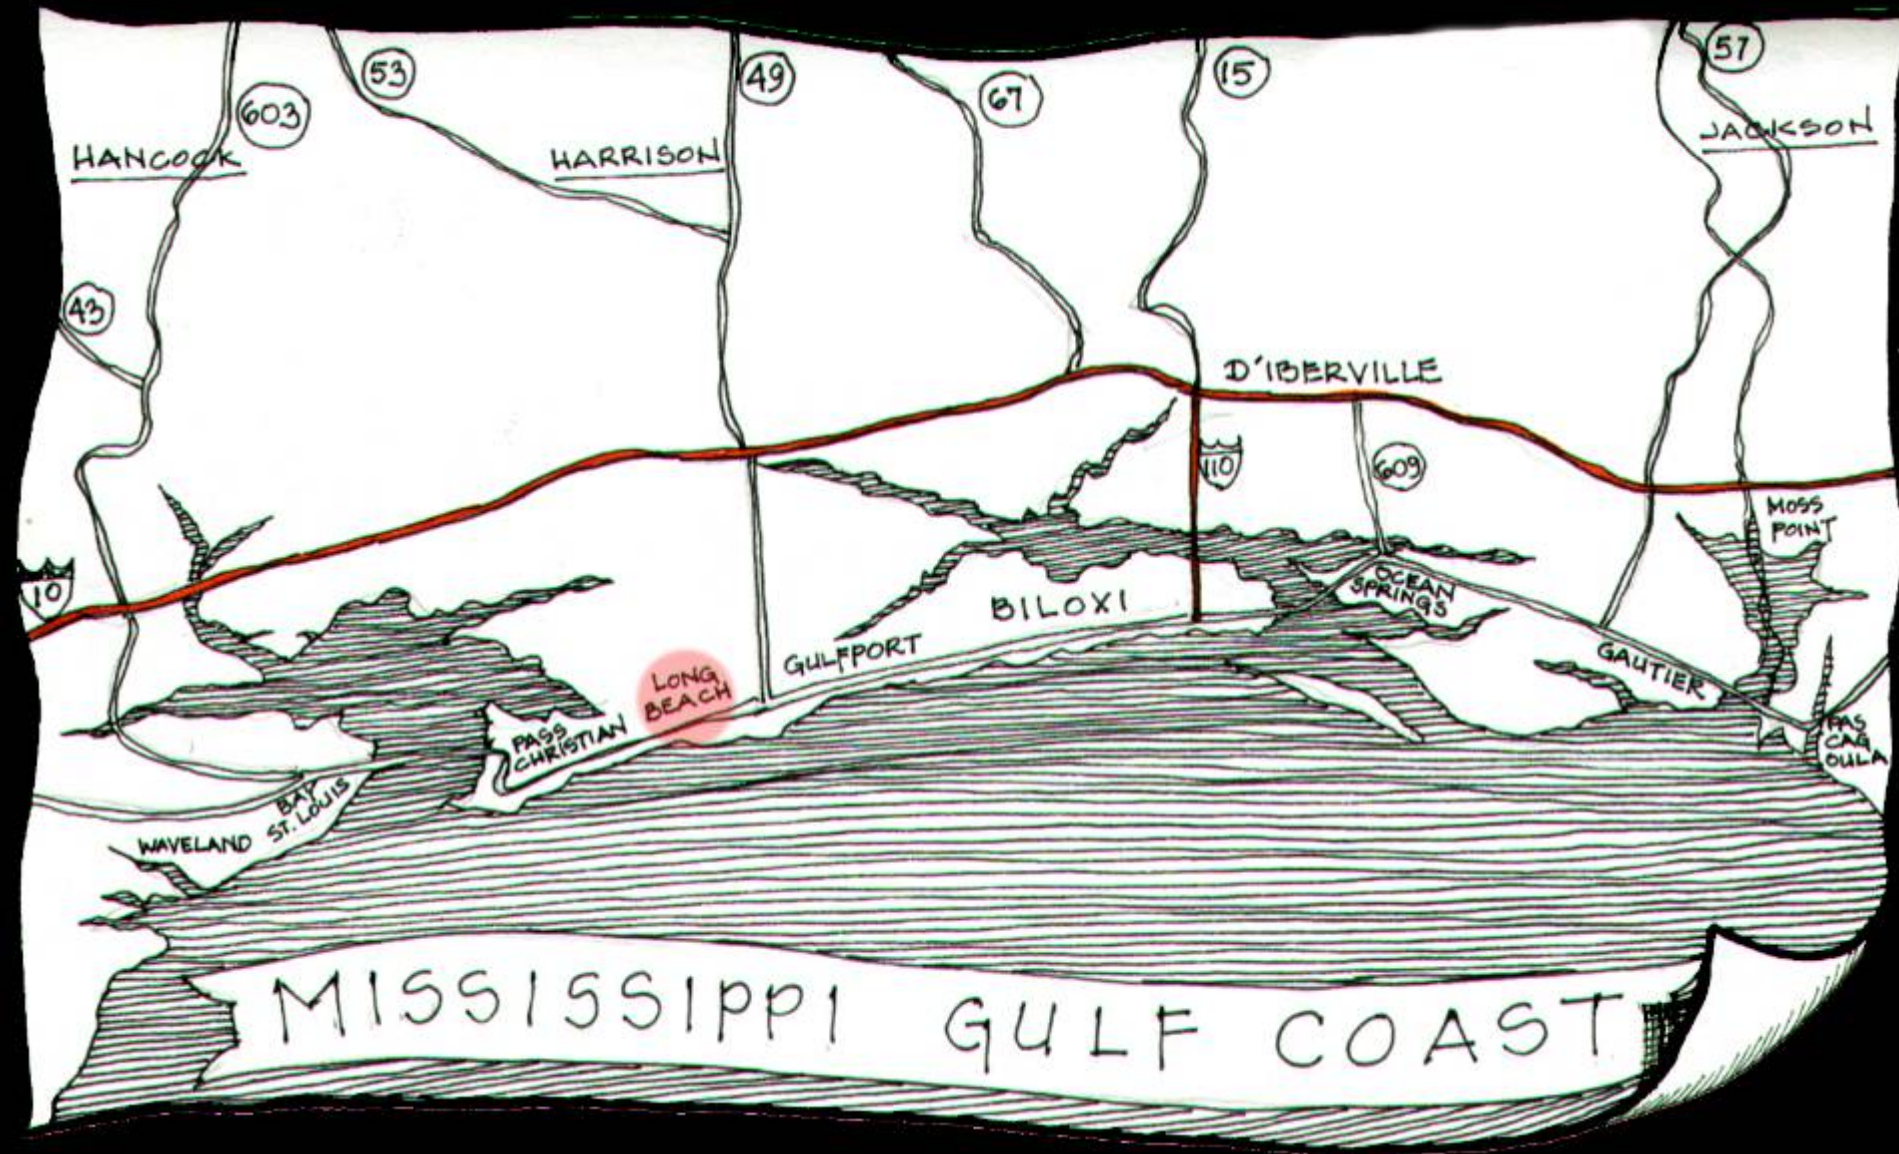 53
49
67
15
57
603
HANCOCK
HARRISON
JACKSON
43
D'IBERVILLE
110
609
MOSS
POINT
10
OCEAN
SPRINGS
BILOXI
GULFPORT
GAUTIER
LONG
BEACH
PASS
CHRISTIAN
PAS
CAG
OULA
BAY
ST. LOUIS
WAVELAND
MISSISSIPPI GULF COAST